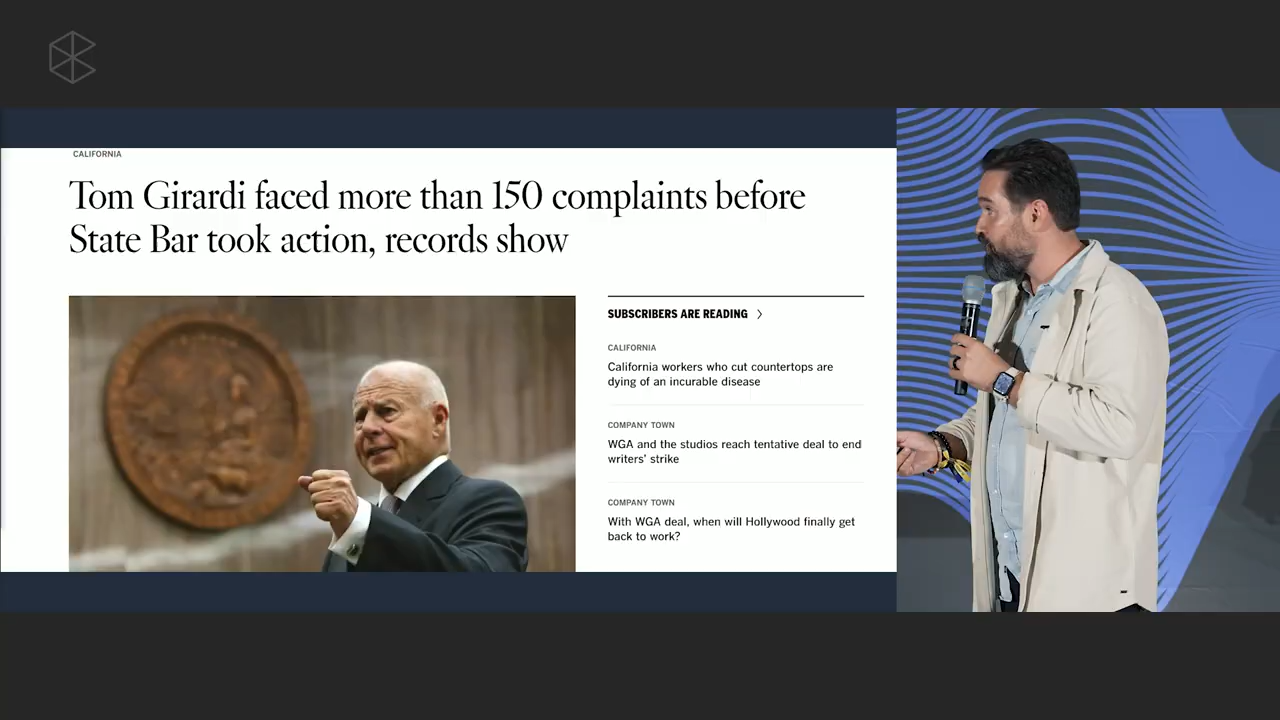 CALIFORNIA
Tom Girardi faced more than 150 complaints before
State Bar took action, records show
SUBSCRIBERS ARE READING
CALIFORNIA
California workers who cut countertops are
dying of an incurable disease
COMPANY TOWN
WGA and the studios reach tentative deal to end
writers' strike
COMPANY TOWN
With WGA deal, when will Hollywood finally get
back to work?